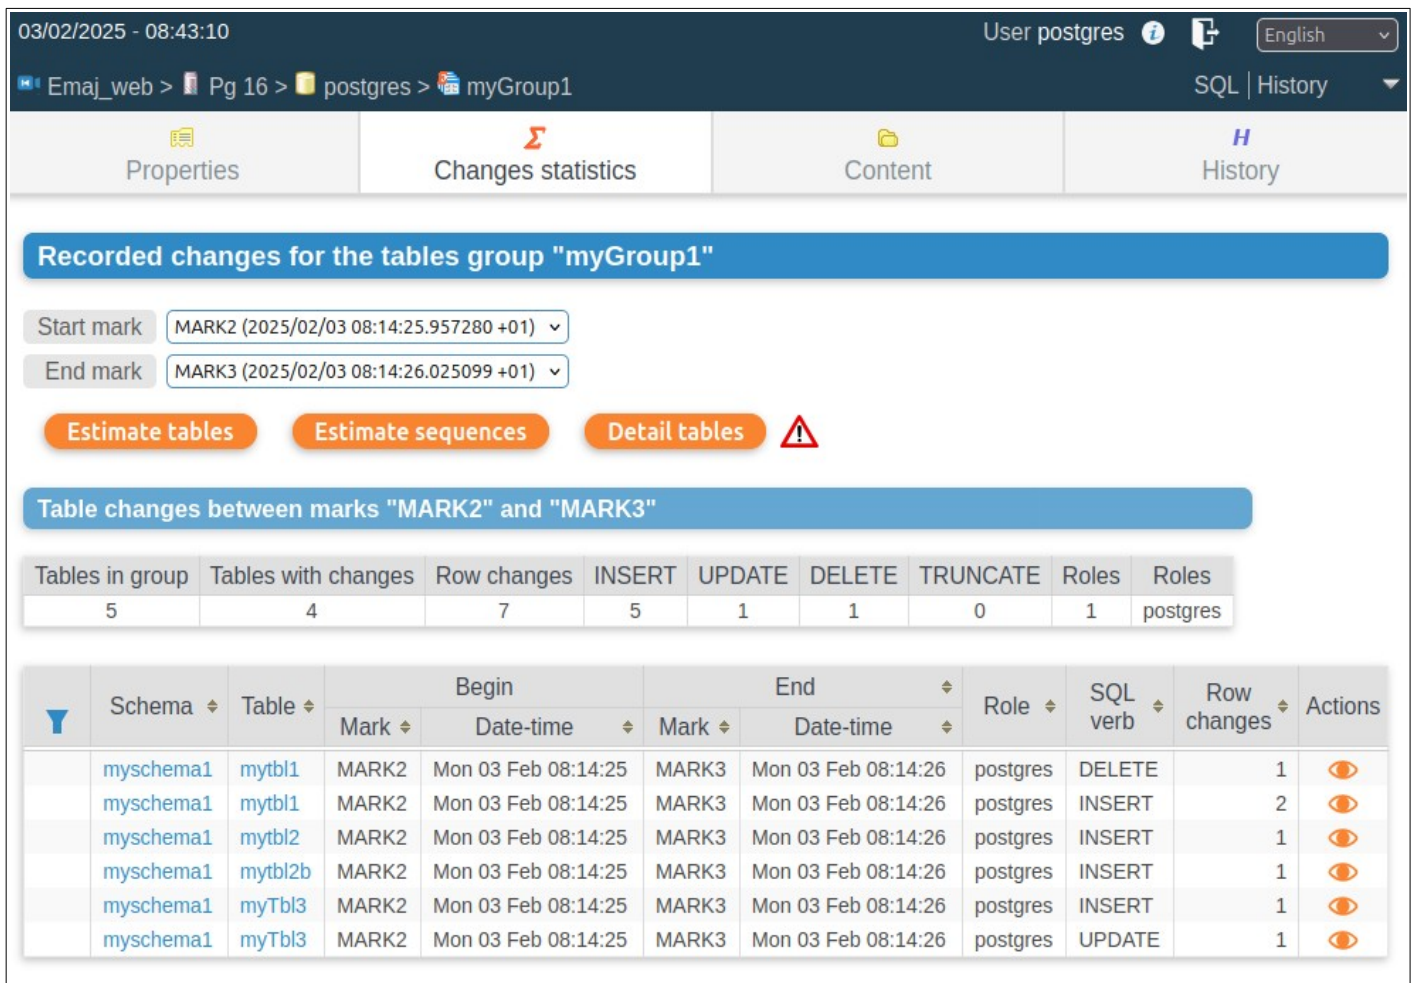 03/02/2025 - 08:43:10 User postgres i English
Emaj_web > Pg 16 > postgres > myGroup1 SQL | History
Σ H
Properties Changes statistics Content History
Recorded changes for the tables group "myGroup1"
Start mark MARK2 (2025/02/03 08:14:25.957280 +01)
End mark MARK3 (2025/02/03 08:14:26.025099 +01)
Estimate tables Estimate sequences Detail tables
Table changes between marks "MARK2" and "MARK3"
Tables in group Tables with changes Row changes INSERT UPDATE DELETE TRUNCATE Roles Roles
5 4 7 5 1 1 0 1 postgres
Schema Table Begin End Role SQL verb Row changes Actions
Mark Date-time Mark Date-time
myschema1 mytbl1 MARK2 Mon 03 Feb 08:14:25 MARK3 Mon 03 Feb 08:14:26 postgres DELETE 1
myschema1 mytbl1 MARK2 Mon 03 Feb 08:14:25 MARK3 Mon 03 Feb 08:14:26 postgres INSERT 2
myschema1 mytbl2 MARK2 Mon 03 Feb 08:14:25 MARK3 Mon 03 Feb 08:14:26 postgres INSERT 1
myschema1 mytbl2b MARK2 Mon 03 Feb 08:14:25 MARK3 Mon 03 Feb 08:14:26 postgres INSERT 1
myschema1 myTbl3 MARK2 Mon 03 Feb 08:14:25 MARK3 Mon 03 Feb 08:14:26 postgres INSERT 1
myschema1 myTbl3 MARK2 Mon 03 Feb 08:14:25 MARK3 Mon 03 Feb 08:14:26 postgres UPDATE 1